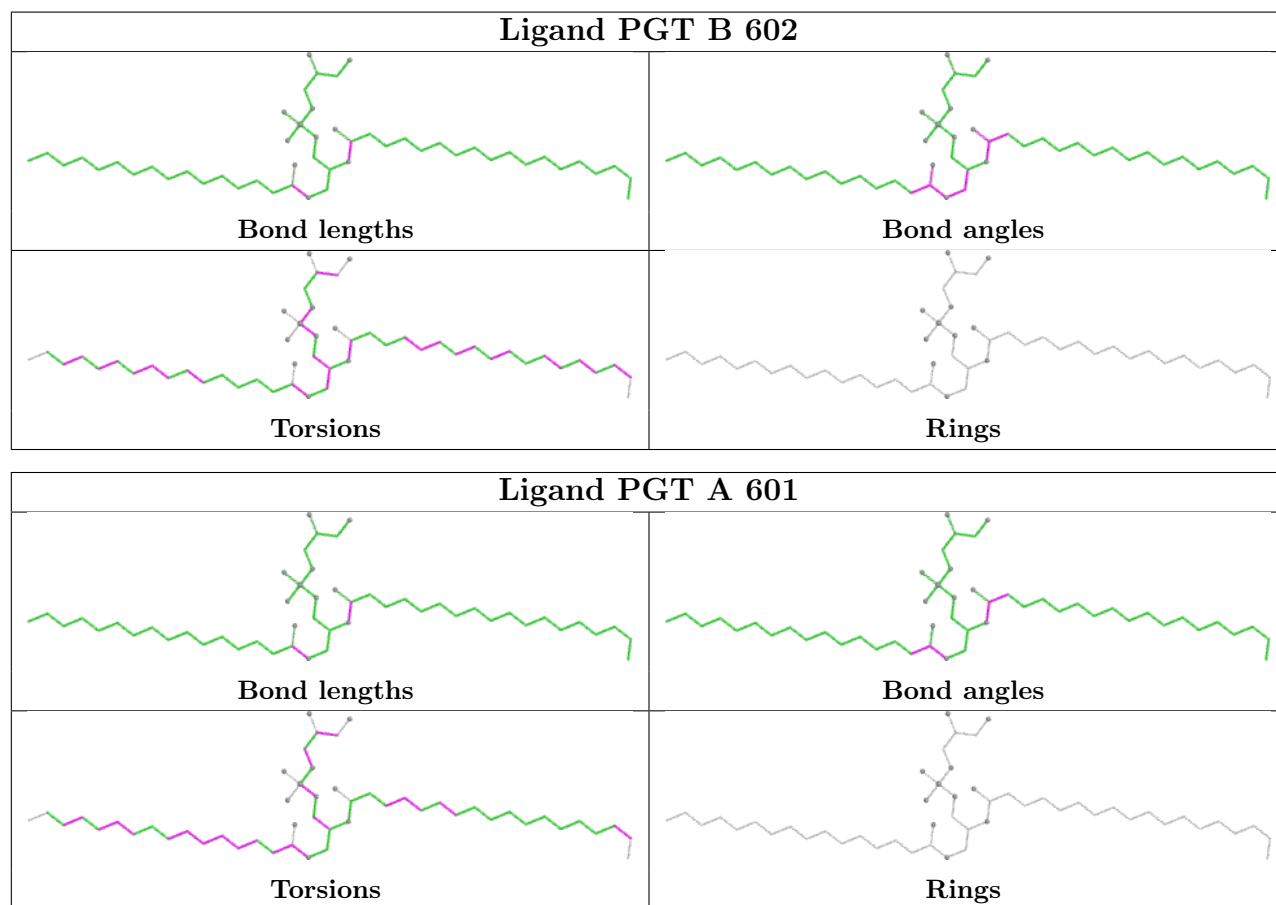 Ligand PGT B 602
Bond lengths Bond angles
Torsions Rings
Ligand PGT A 601
Bond lengths Bond angles
Torsions Rings